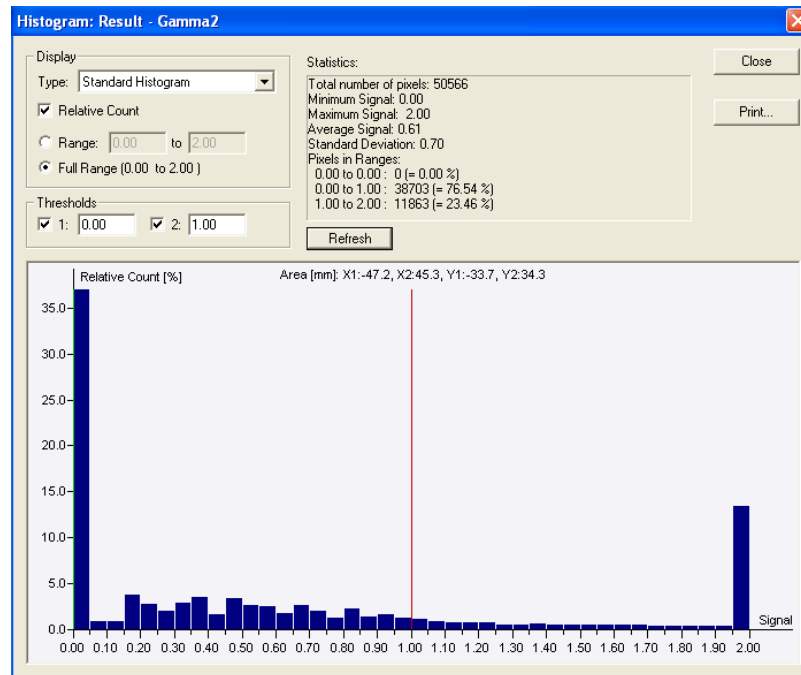 Histogram: Result - Gamma2
Display
Type: Standard Histogram
Relative Count
Range: 0.00 to 2.00
Full Range (0.00 to 2.00 )
Thresholds
1: 0.00 2: 1.00
Statistics:
Total number of pixels: 50566
Minimum Signal: 0.00
Maximum Signal: 2.00
Average Signal: 0.61
Standard Deviation: 0.70
Pixels in Ranges:
0.00 to 0.00 : 0 (= 0.00 %)
0.00 to 1.00 : 38703 (= 76.54 %)
1.00 to 2.00 : 11863 (= 23.46 %)
Refresh
Close
Print...
Relative Count [%]
Area [mm]: X1:-47.2, X2:45.3, Y1:-33.7, Y2:34.3
35.0
30.0
25.0
20.0
15.0
10.0
5.0
0.0
Signal
0.00 0.10 0.20 0.30 0.40 0.50 0.60 0.70 0.80 0.90 1.00 1.10 1.20 1.30 1.40 1.50 1.60 1.70 1.80 1.90 2.00